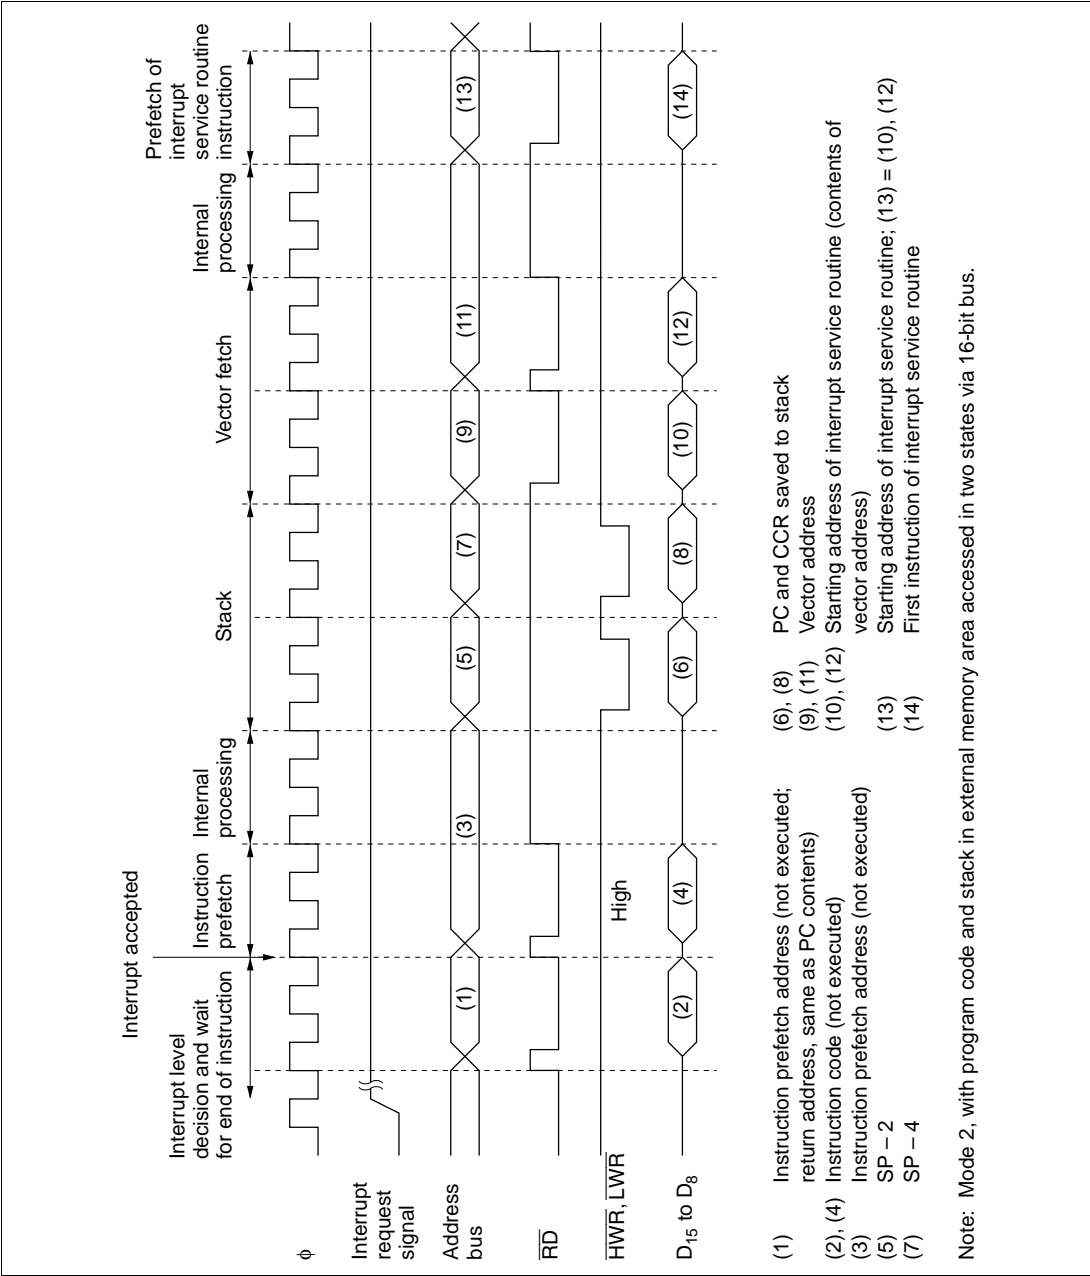 Interrupt accepted
Interrupt level
decision and wait
for end of instruction
Instruction
prefetch
Internal
processing
Stack
Vector fetch
Internal
processing
Prefetch of
interrupt
service routine
instruction
φ
Interrupt
request
signal
Address
bus
(1)
(3)
(5)
(7)
(9)
(11)
(13)
RD
HWR, LWR
High
D15 to D8
(2)
(4)
(6)
(8)
(10)
(12)
(14)
(1) Instruction prefetch address (not executed;
return address, same as PC contents)
(2), (4) Instruction code (not executed)
(3) Instruction prefetch address (not executed)
(5) SP – 2
(7) SP – 4
(6), (8) PC and CCR saved to stack
(9), (11) Vector address
(10), (12) Starting address of interrupt service routine (contents of
vector address)
(13) Starting address of interrupt service routine; (13) = (10), (12)
(14) First instruction of interrupt service routine
Note: Mode 2, with program code and stack in external memory area accessed in two states via 16-bit bus.